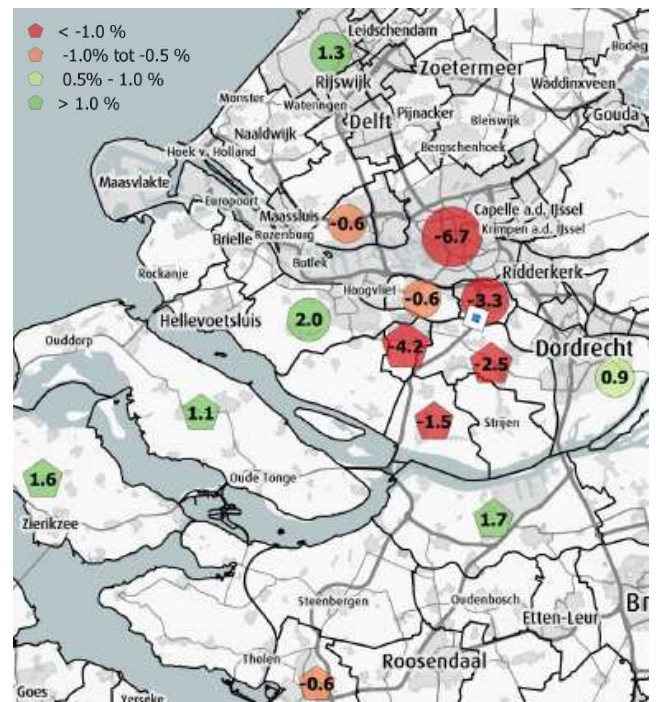 < -1.0 %
-1.0% tot -0.5 %
0.5% - 1.0 %
> 1.0 %
Leidschendam
1.3
Rijswijk
Zoetermeer
Bodeg
Waddinxveen
Monster
Wateringen
Pijnacker
Delft
Bleiswijk
Gouda
Naaldwijk
Bergschenhoek
Hoek v. Holland
Maasvlakte
Europoort
Maassluis
-0.6
Capelle a.d. IJssel
Brielle
Rozenburg
-6.7
Krimpen a.d. IJssel
Botlek
Rockanje
Ridderkerk
Hoogvliet
-0.6
-3.3
Hellevoetsluis
2.0
Ouddorp
-4.2
Dordrecht
-2.5
0.9
1.1
-1.5
Strijen
1.6
Oude Tonge
Zierikzee
1.7
Steenbergen
Oudenbosch
Br
Etten-Leur
Tholen
Roosendaal
-0.6
Goes
Yerseke